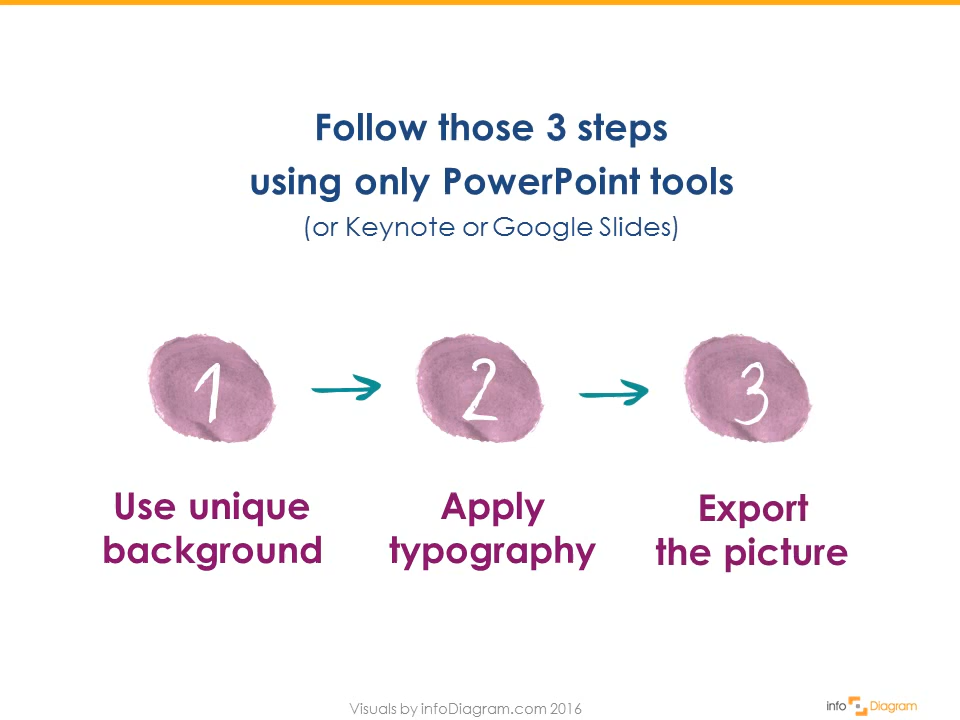 Follow those 3 steps
using only PowerPoint tools
(or Keynote or Google Slides)
1
2
3
Use unique
background
Apply
typography
Export
the picture
Visuals by infoDiagram.com 2016
info Diagram